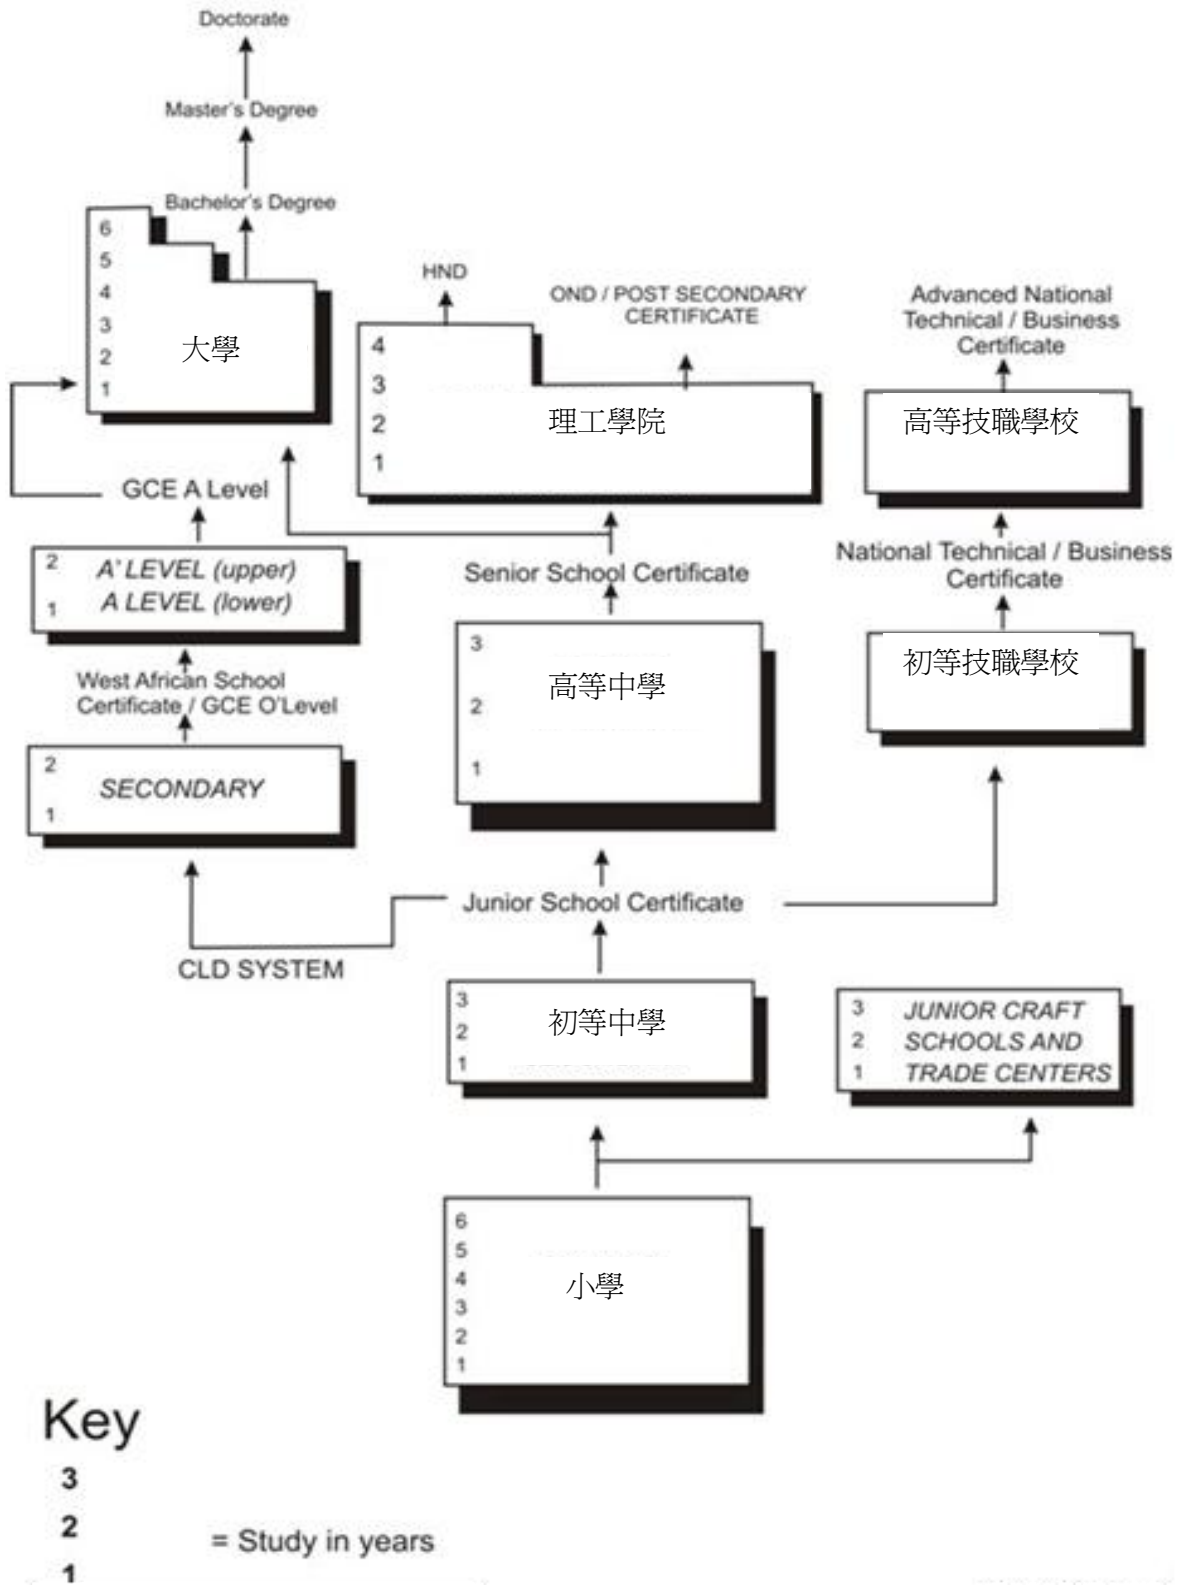 Doctorate
Master's Degree
Bachelor's Degree
6
5
4
3
2
1
大學
HND
OND / POST SECONDARY
CERTIFICATE
4
3
2
1
理工學院
Advanced National
Technical / Business
Certificate
高等技職學校
GCE A Level
2
A' LEVEL (upper)
1
A LEVEL (lower)
Senior School Certificate
National Technical / Business
Certificate
West African School
Certificate / GCE O'Level
3
2
1
高等中學
初等技職學校
2
1
SECONDARY
Junior School Certificate
CLD SYSTEM
3
2
1
初等中學
3 JUNIOR CRAFT
2 SCHOOLS AND
1 TRADE CENTERS
6
5
4
3
2
1
小學
Key
3
2
1
= Study in years